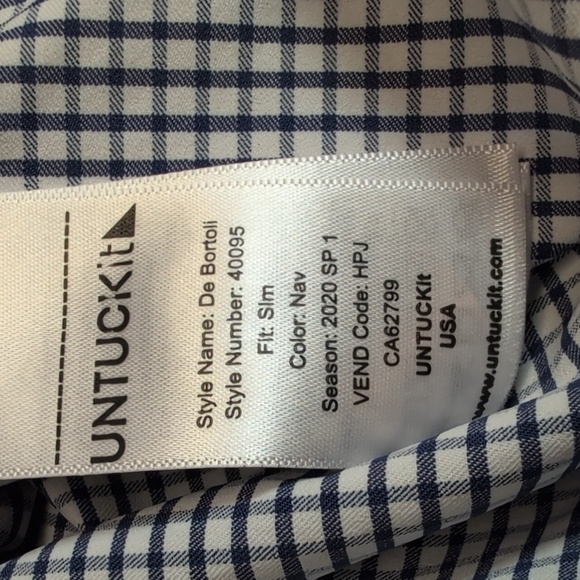 UNTUCKit
Style Name: De Bortoli
Style Number: 40095
Fit: Slm
Color: Nav
Season: 2020 SP 1
VEND Code: HPJ
CA62799
UNTUCKIt
USA
www.untuckit.com